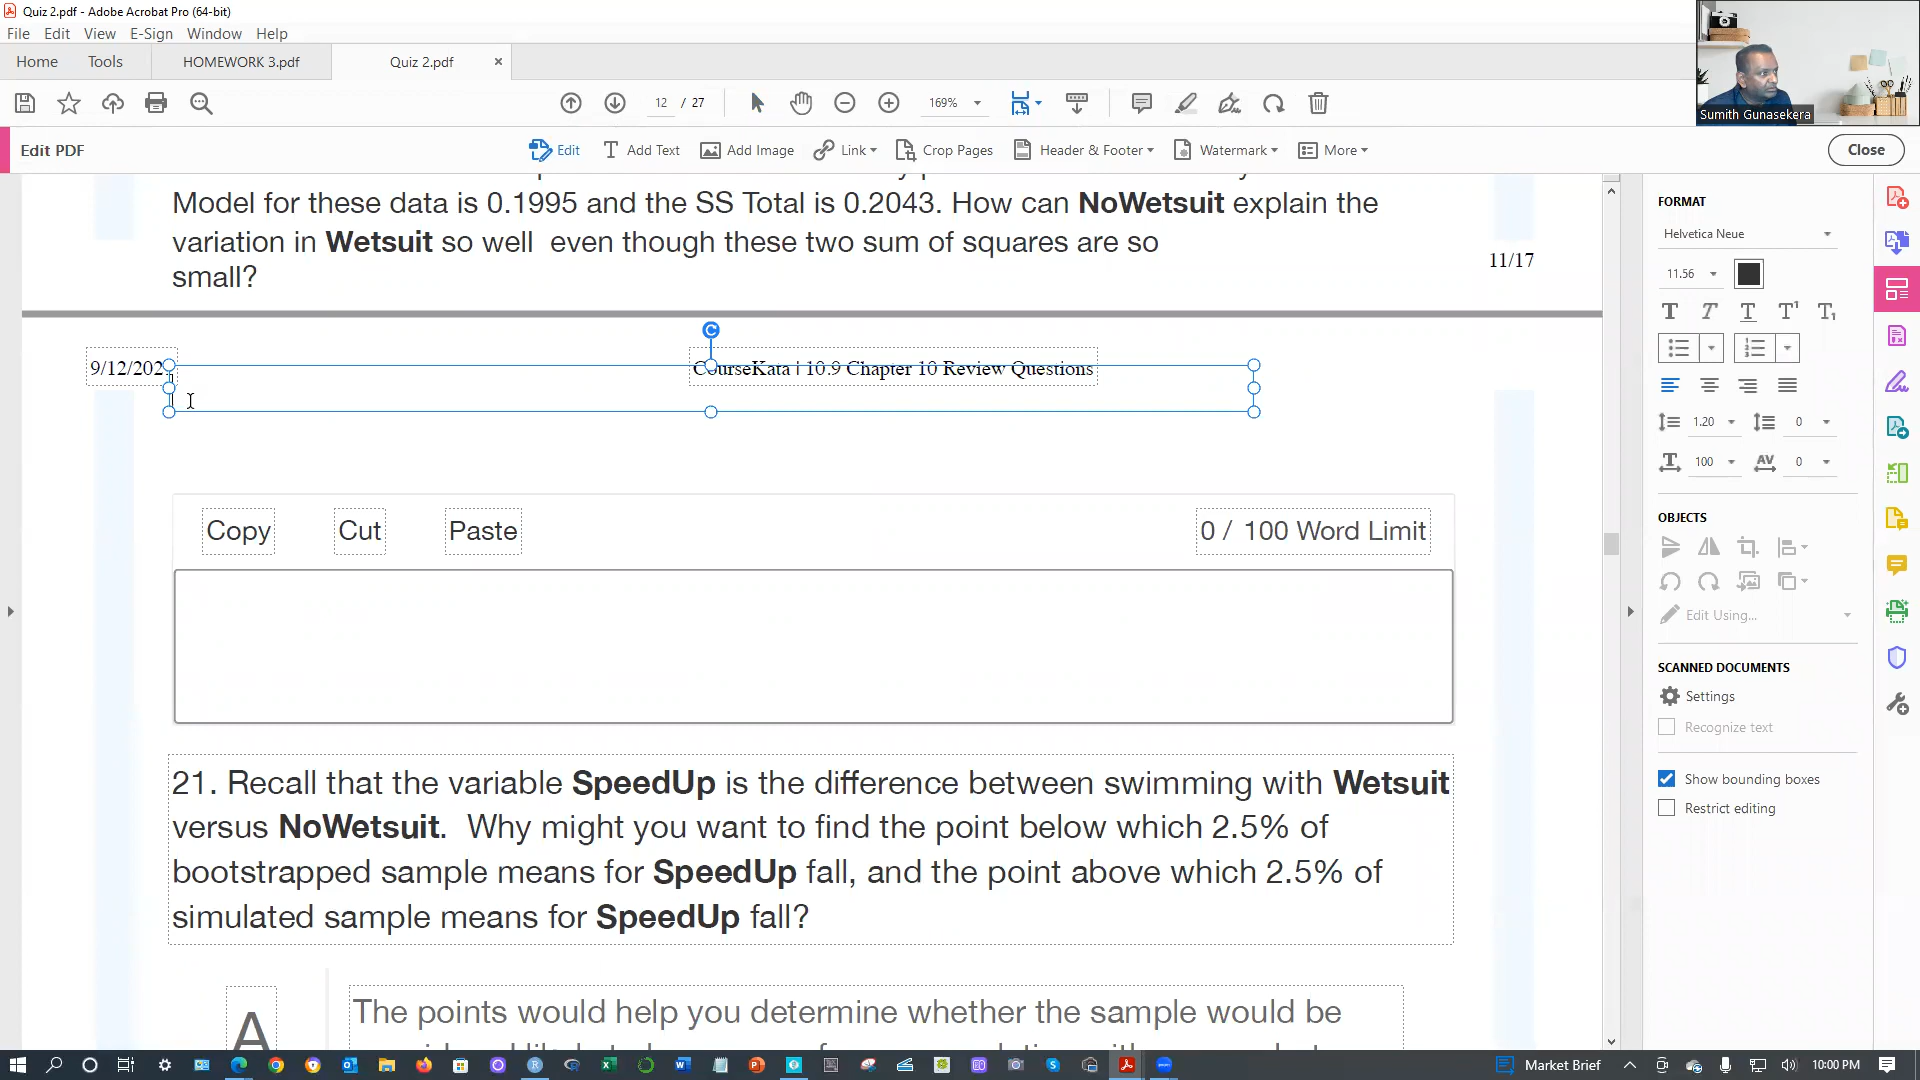 Quiz 2.pdf - Adobe Acrobat Pro (64-bit)
File Edit View E-Sign Window Help
Home Tools HOMEWORK 3.pdf Quiz 2.pdf ×
12 / 27 169%
Sumith Gunasekera
Edit PDF Edit Add Text Add Image Link Crop Pages Header & Footer Watermark More Close
Model for these data is 0.1995 and the SS Total is 0.2043. How can NoWetsuit explain the
variation in Wetsuit so well even though these two sum of squares are so
small?
11/17
CourseKata | 10.9 Chapter 10 Review Questions
Copy Cut Paste 0 / 100 Word Limit
21. Recall that the variable SpeedUp is the difference between swimming with Wetsuit
versus NoWetsuit. Why might you want to find the point below which 2.5% of
bootstrapped sample means for SpeedUp fall, and the point above which 2.5% of
simulated sample means for SpeedUp fall?
A The points would help you determine whether the sample would be
FORMAT
Helvetica Neue
11.56
1.20 0
100 AV 0
OBJECTS
Edit Using...
SCANNED DOCUMENTS
Settings
Recognize text
Show bounding boxes
Restrict editing
Market Brief 10:00 PM